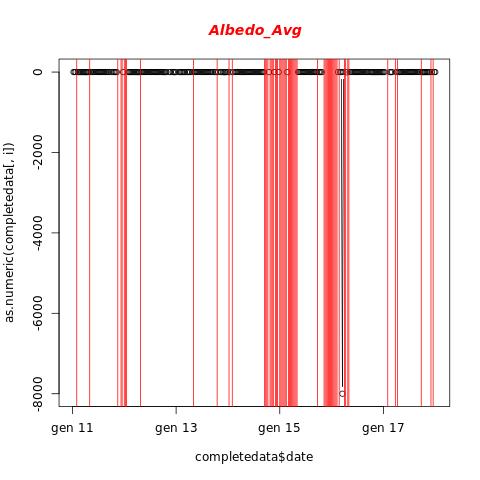 Albedo_Avg
as.numeric(completedata[, i])
0
-2000
-4000
-6000
-8000
gen 11
gen 13
gen 15
gen 17
completedata$date